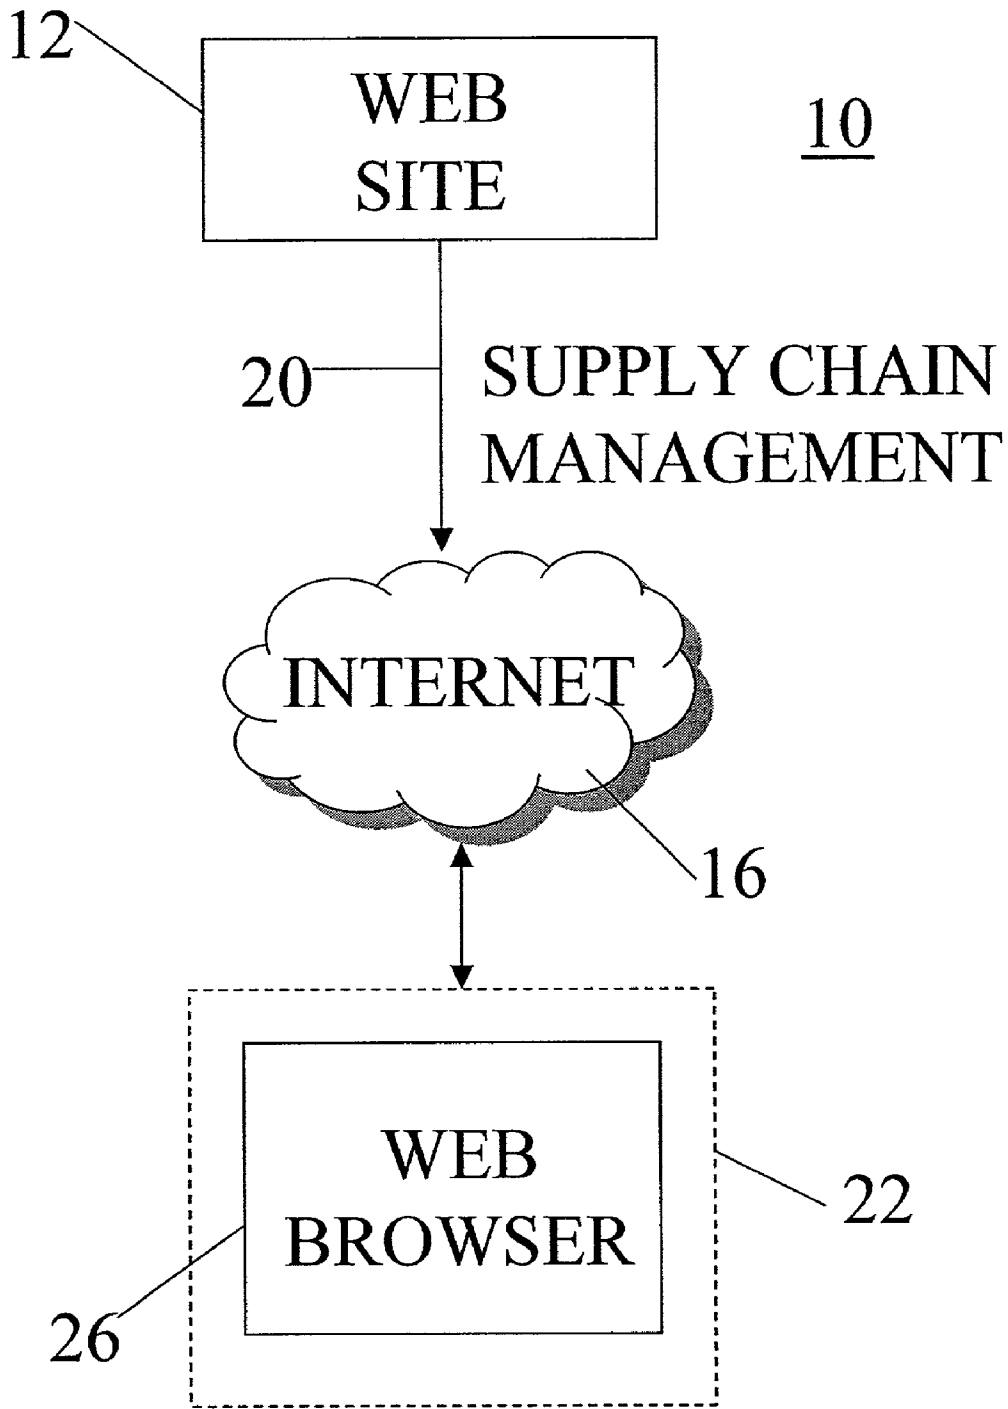 12
WEB
SITE
10
20
SUPPLY CHAIN
MANAGEMENT
INTERNET
16
WEB
BROWSER
22
26